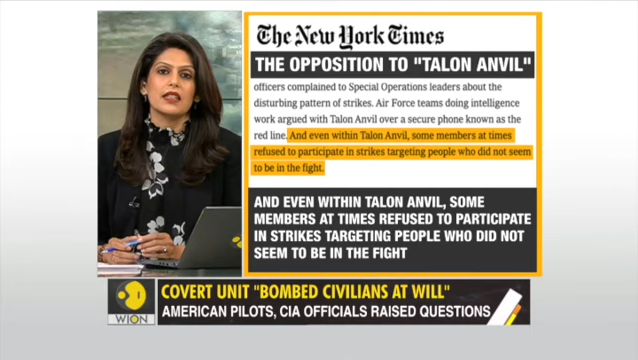 The New York Times
THE OPPOSITION TO "TALON ANVIL"
officers complained to Special Operations leaders about the
disturbing pattern of strikes. Air Force teams doing intelligence
work argued with Talon Anvil over a secure phone known as the
red line. And even within Talon Anvil, some members at times
refused to participate in strikes targeting people who did not seem
to be in the fight.
AND EVEN WITHIN TALON ANVIL, SOME
MEMBERS AT TIMES REFUSED TO PARTICIPATE
IN STRIKES TARGETING PEOPLE WHO DID NOT
SEEM TO BE IN THE FIGHT
COVERT UNIT "BOMBED CIVILIANS AT WILL"
AMERICAN PILOTS, CIA OFFICIALS RAISED QUESTIONS
WION